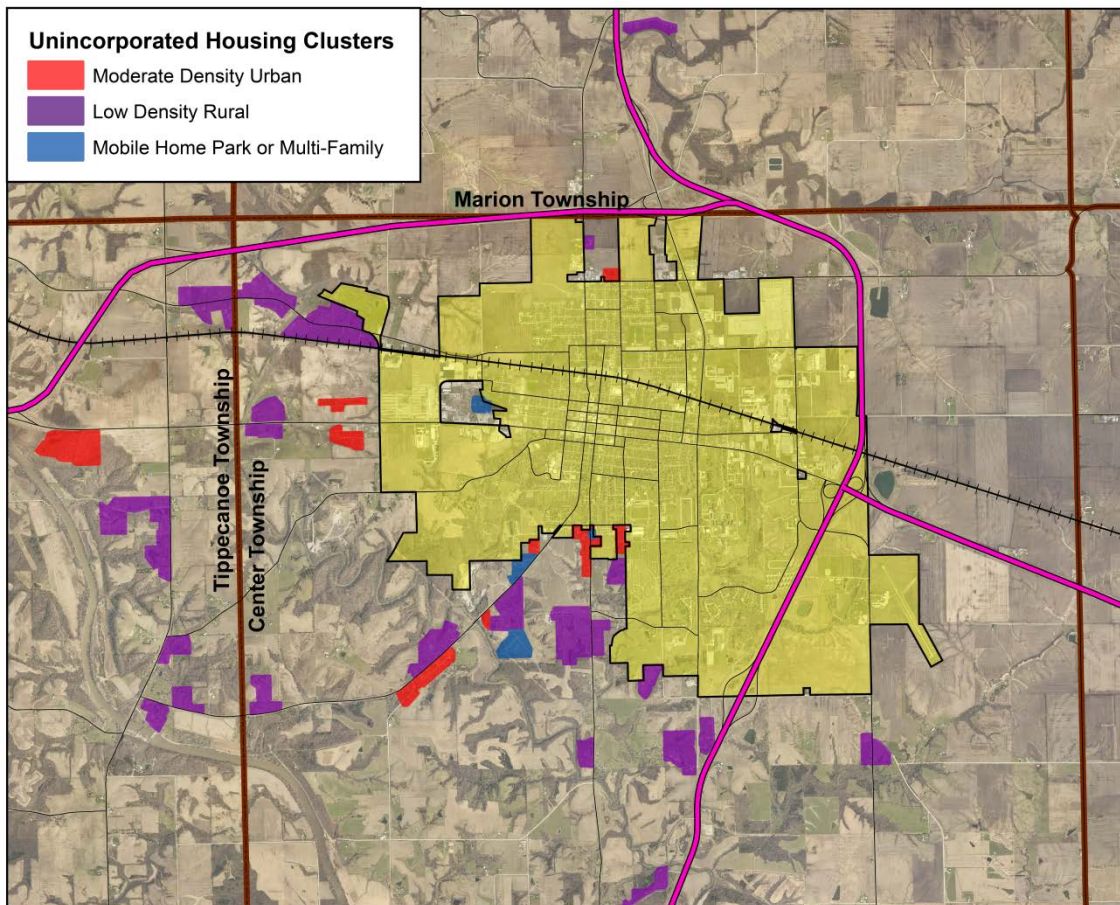 Unincorporated Housing Clusters
Moderate Density Urban
Low Density Rural
Mobile Home Park or Multi-Family
Marion Township
Tippecanoe Township
Center Township